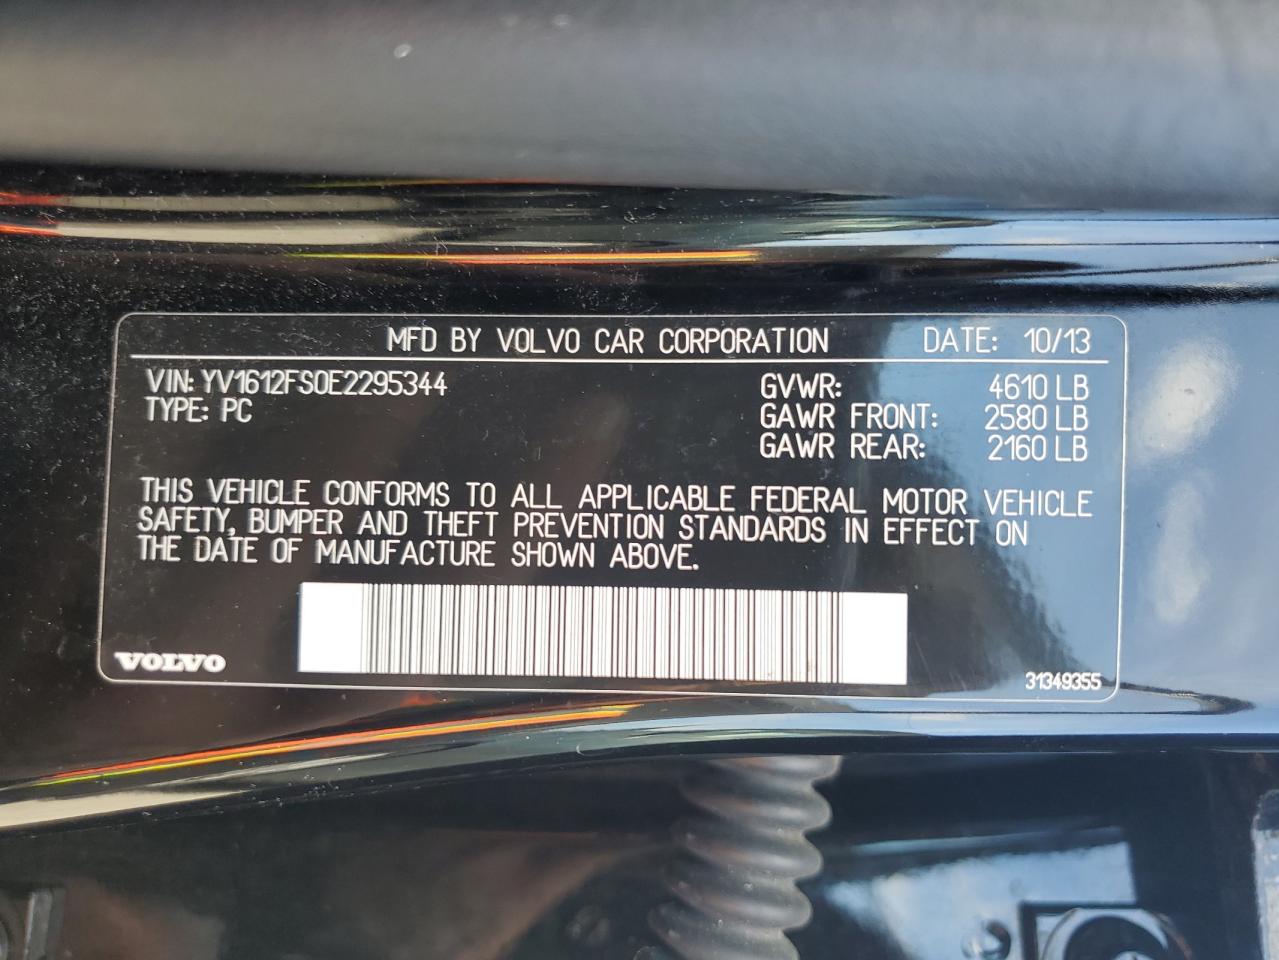 MFD BY VOLVO CAR CORPORATION DATE: 10/13
VIN: YV1612FS0E2295344 GVWR: 4610 LB
TYPE: PC GAWR FRONT: 2580 LB
GAWR REAR: 2160 LB
THIS VEHICLE CONFORMS TO ALL APPLICABLE FEDERAL MOTOR VEHICLE
SAFETY, BUMPER AND THEFT PREVENTION STANDARDS IN EFFECT ON
THE DATE OF MANUFACTURE SHOWN ABOVE.
VOLVO 31349355